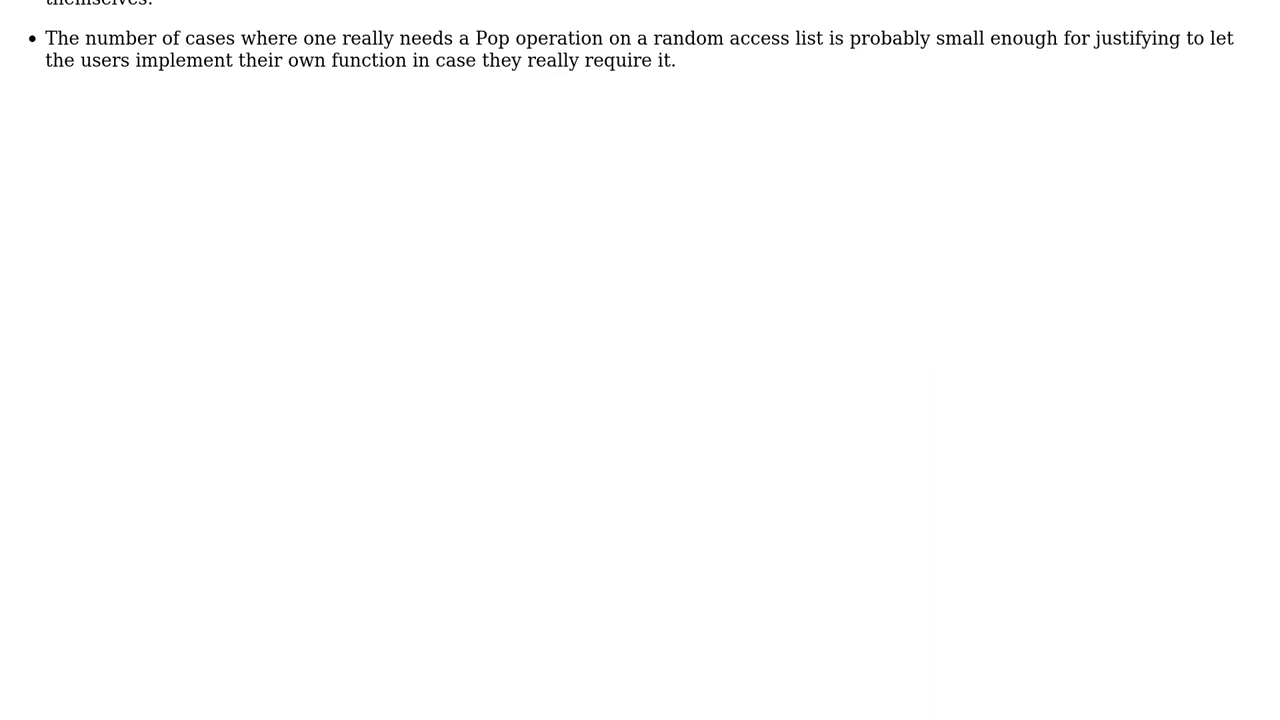 themselves.
• The number of cases where one really needs a Pop operation on a random access list is probably small enough for justifying to let
the users implement their own function in case they really require it.